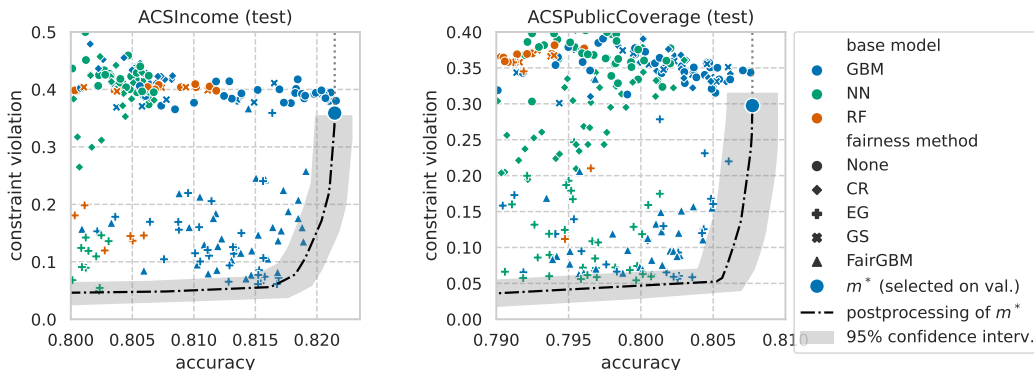 ACSIncome (test)
constraint violation
0.5
0.4
0.3
0.2
0.1
0.0
0.800
0.805
0.810
0.815
0.820
accuracy
ACSPublicCoverage (test)
constraint violation
0.40
0.35
0.30
0.25
0.20
0.15
0.10
0.05
0.00
0.790
0.795
0.800
0.805
0.810
accuracy
base model
GBM
NN
RF
fairness method
None
CR
EG
GS
FairGBM
m* (selected on val.)
postprocessing of m*
95% confidence interv.